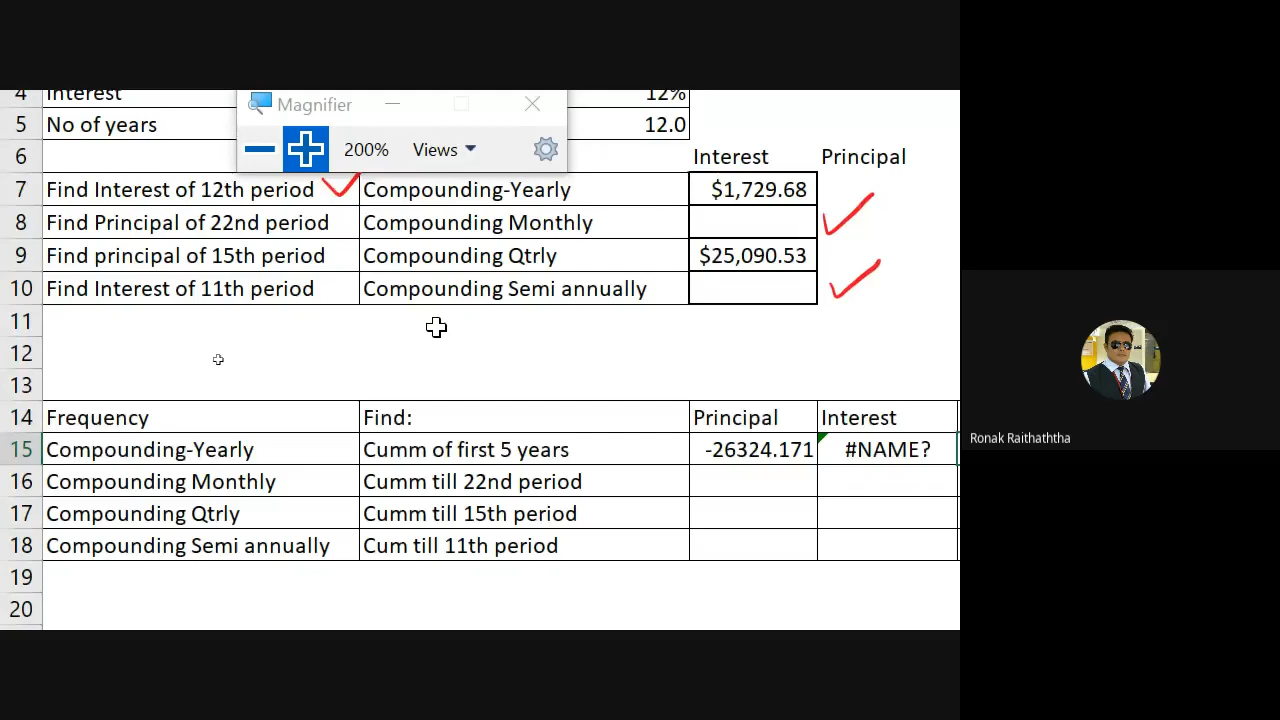 Magnifier
200% Views
4 Interest 12%
5 No of years 12.0
6 Interest Principal
7 Find Interest of 12th period Compounding-Yearly $1,729.68
8 Find Principal of 22nd period Compounding Monthly
9 Find principal of 15th period Compounding Qtrly $25,090.53
10 Find Interest of 11th period Compounding Semi annually
11
12
13
14 Frequency Find: Principal Interest
15 Compounding-Yearly Cumm of first 5 years -26324.171 #NAME?
16 Compounding Monthly Cumm till 22nd period
17 Compounding Qtrly Cumm till 15th period
18 Compounding Semi annually Cum till 11th period
19
20
Ronak Raithaththa